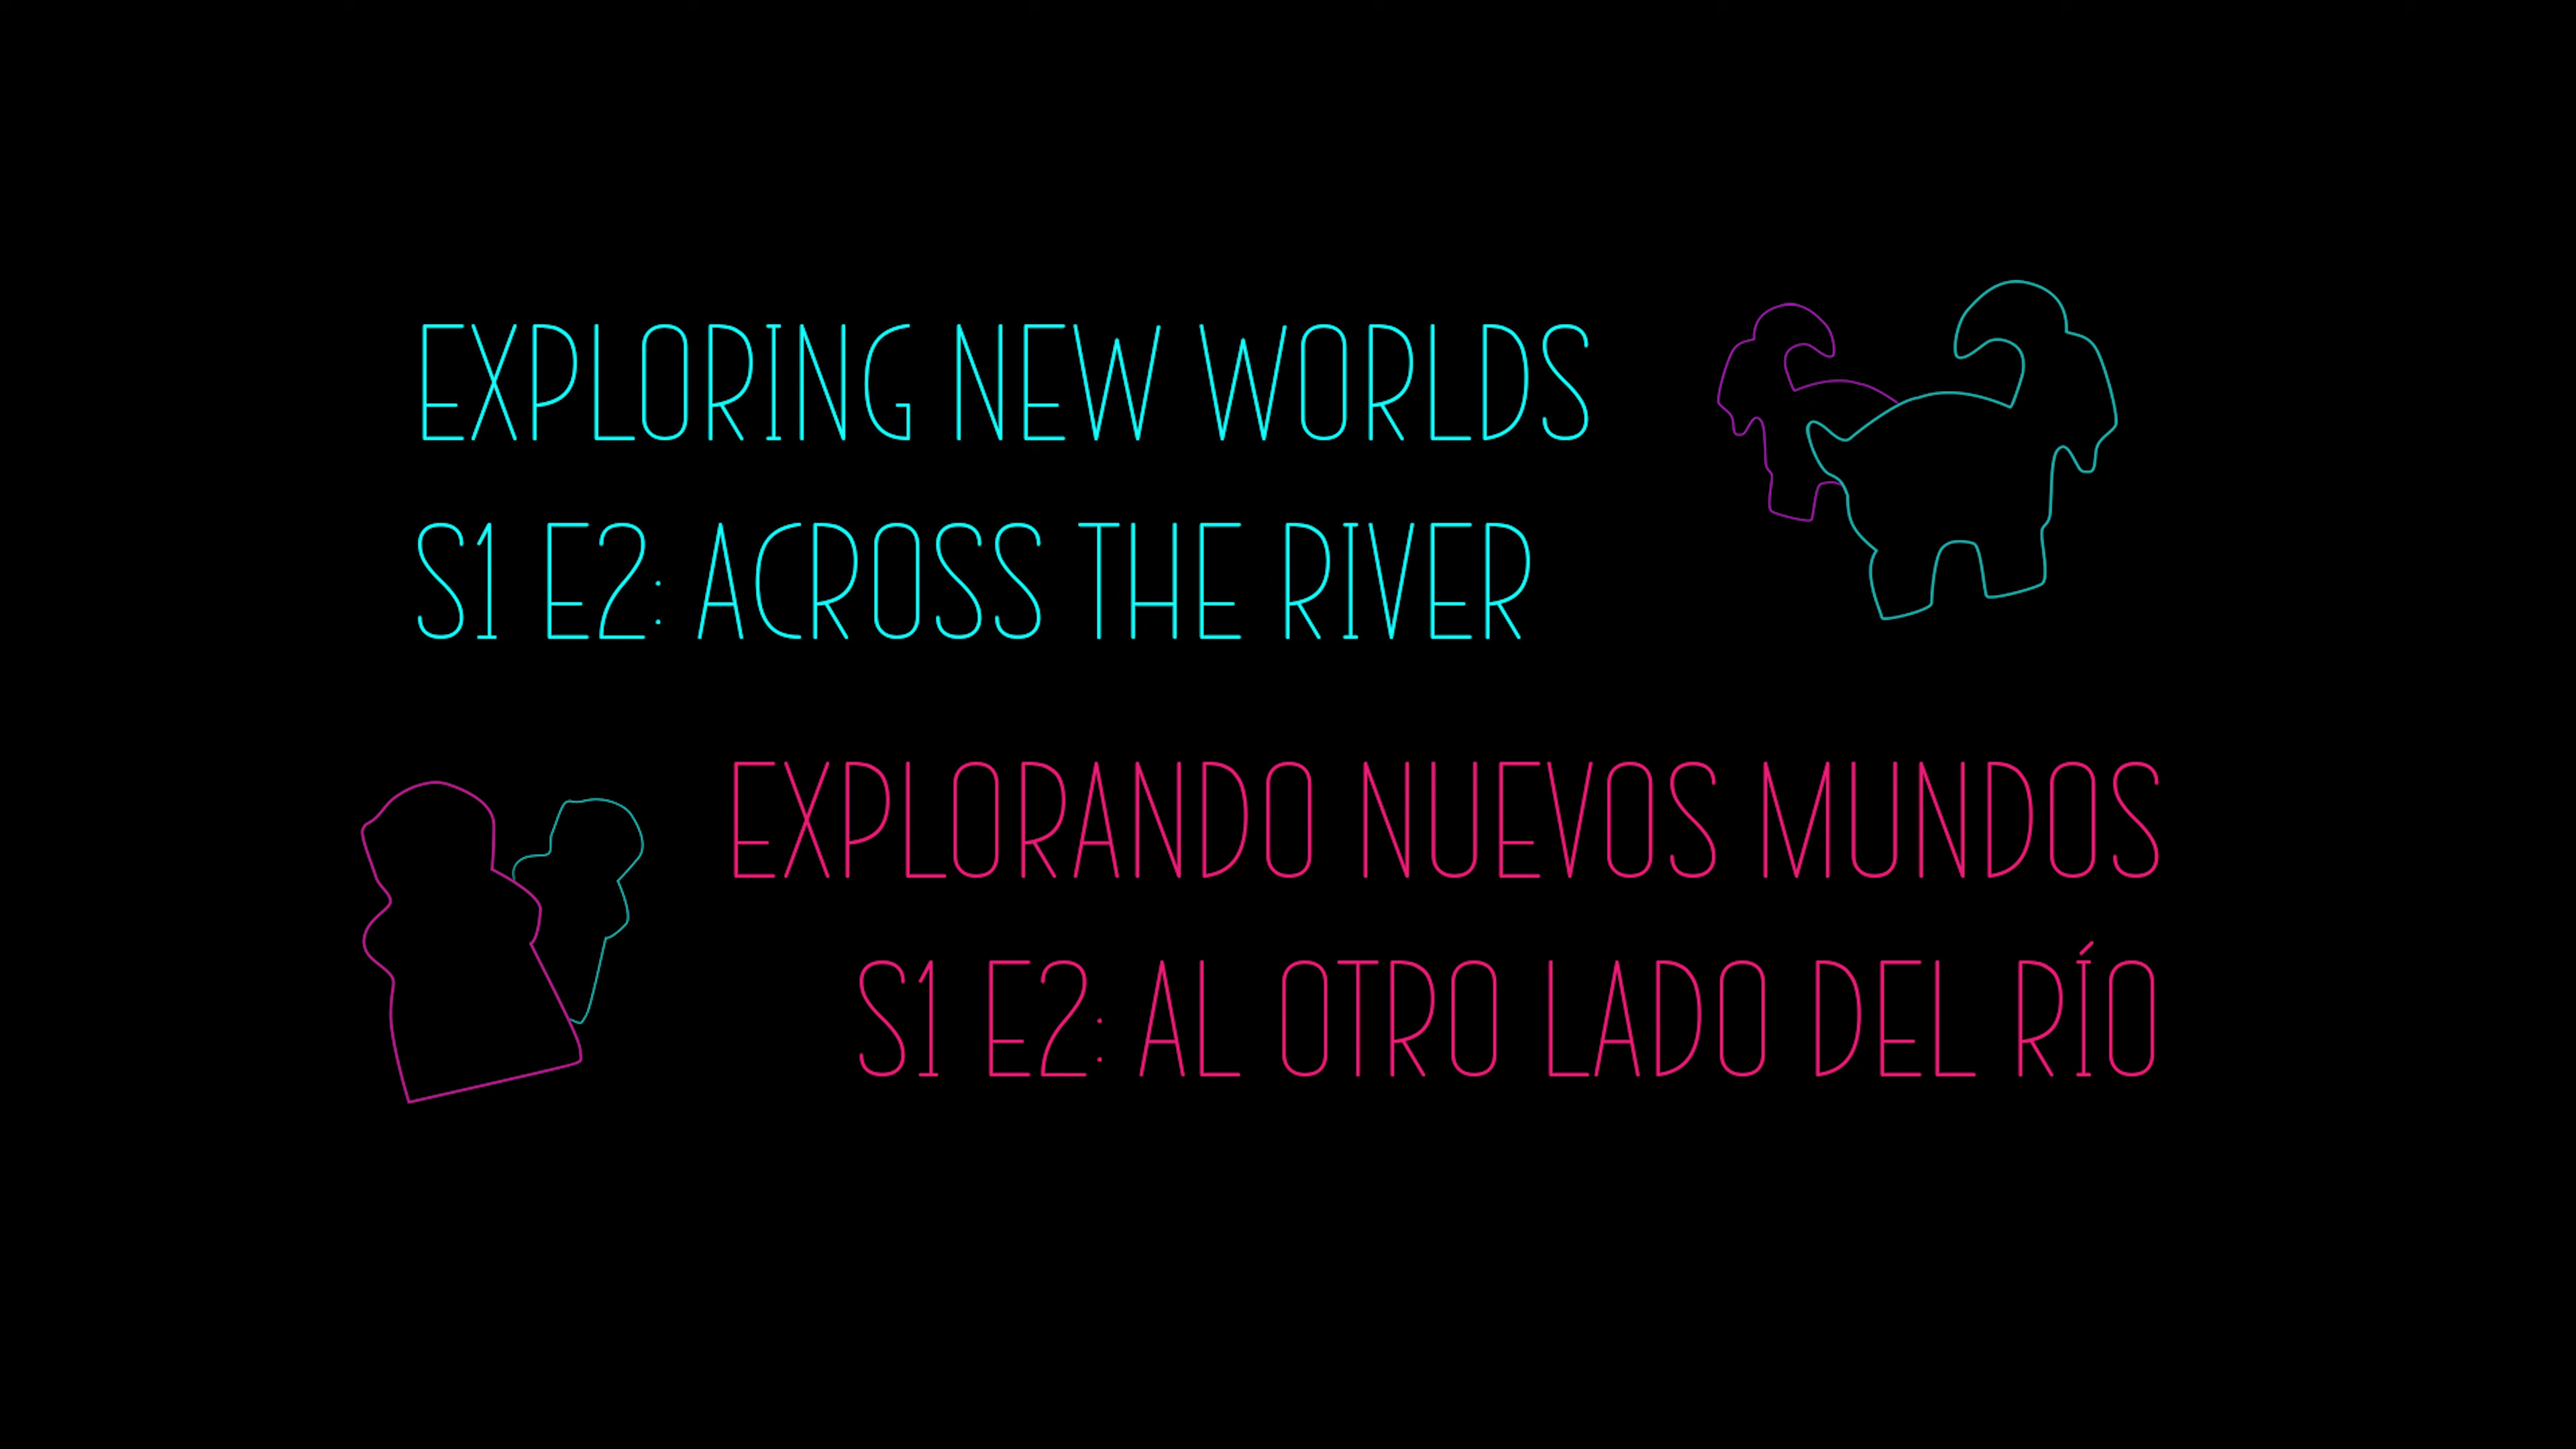 EXPLORING NEW WORLDS
S1 E2: ACROSS THE RIVER
EXPLORANDO NUEVOS MUNDOS
S1 E2: AL OTRO LADO DEL RÍO